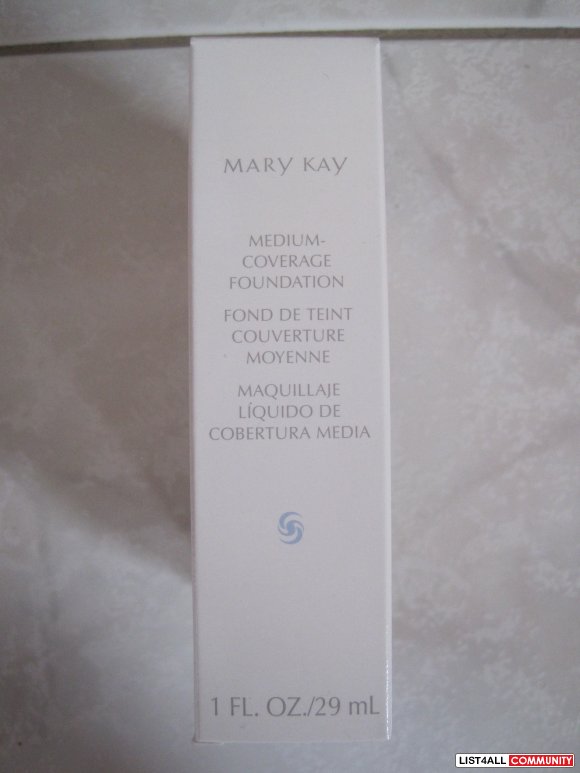 MARY KAY
MEDIUM-
COVERAGE
FOUNDATION
FOND DE TEINT
COUVERTURE
MOYENNE
MAQUILLAJE
LÍQUIDO DE
COBERTURA MEDIA
1 FL. OZ./29 mL
LIST4ALL COMMUNITY